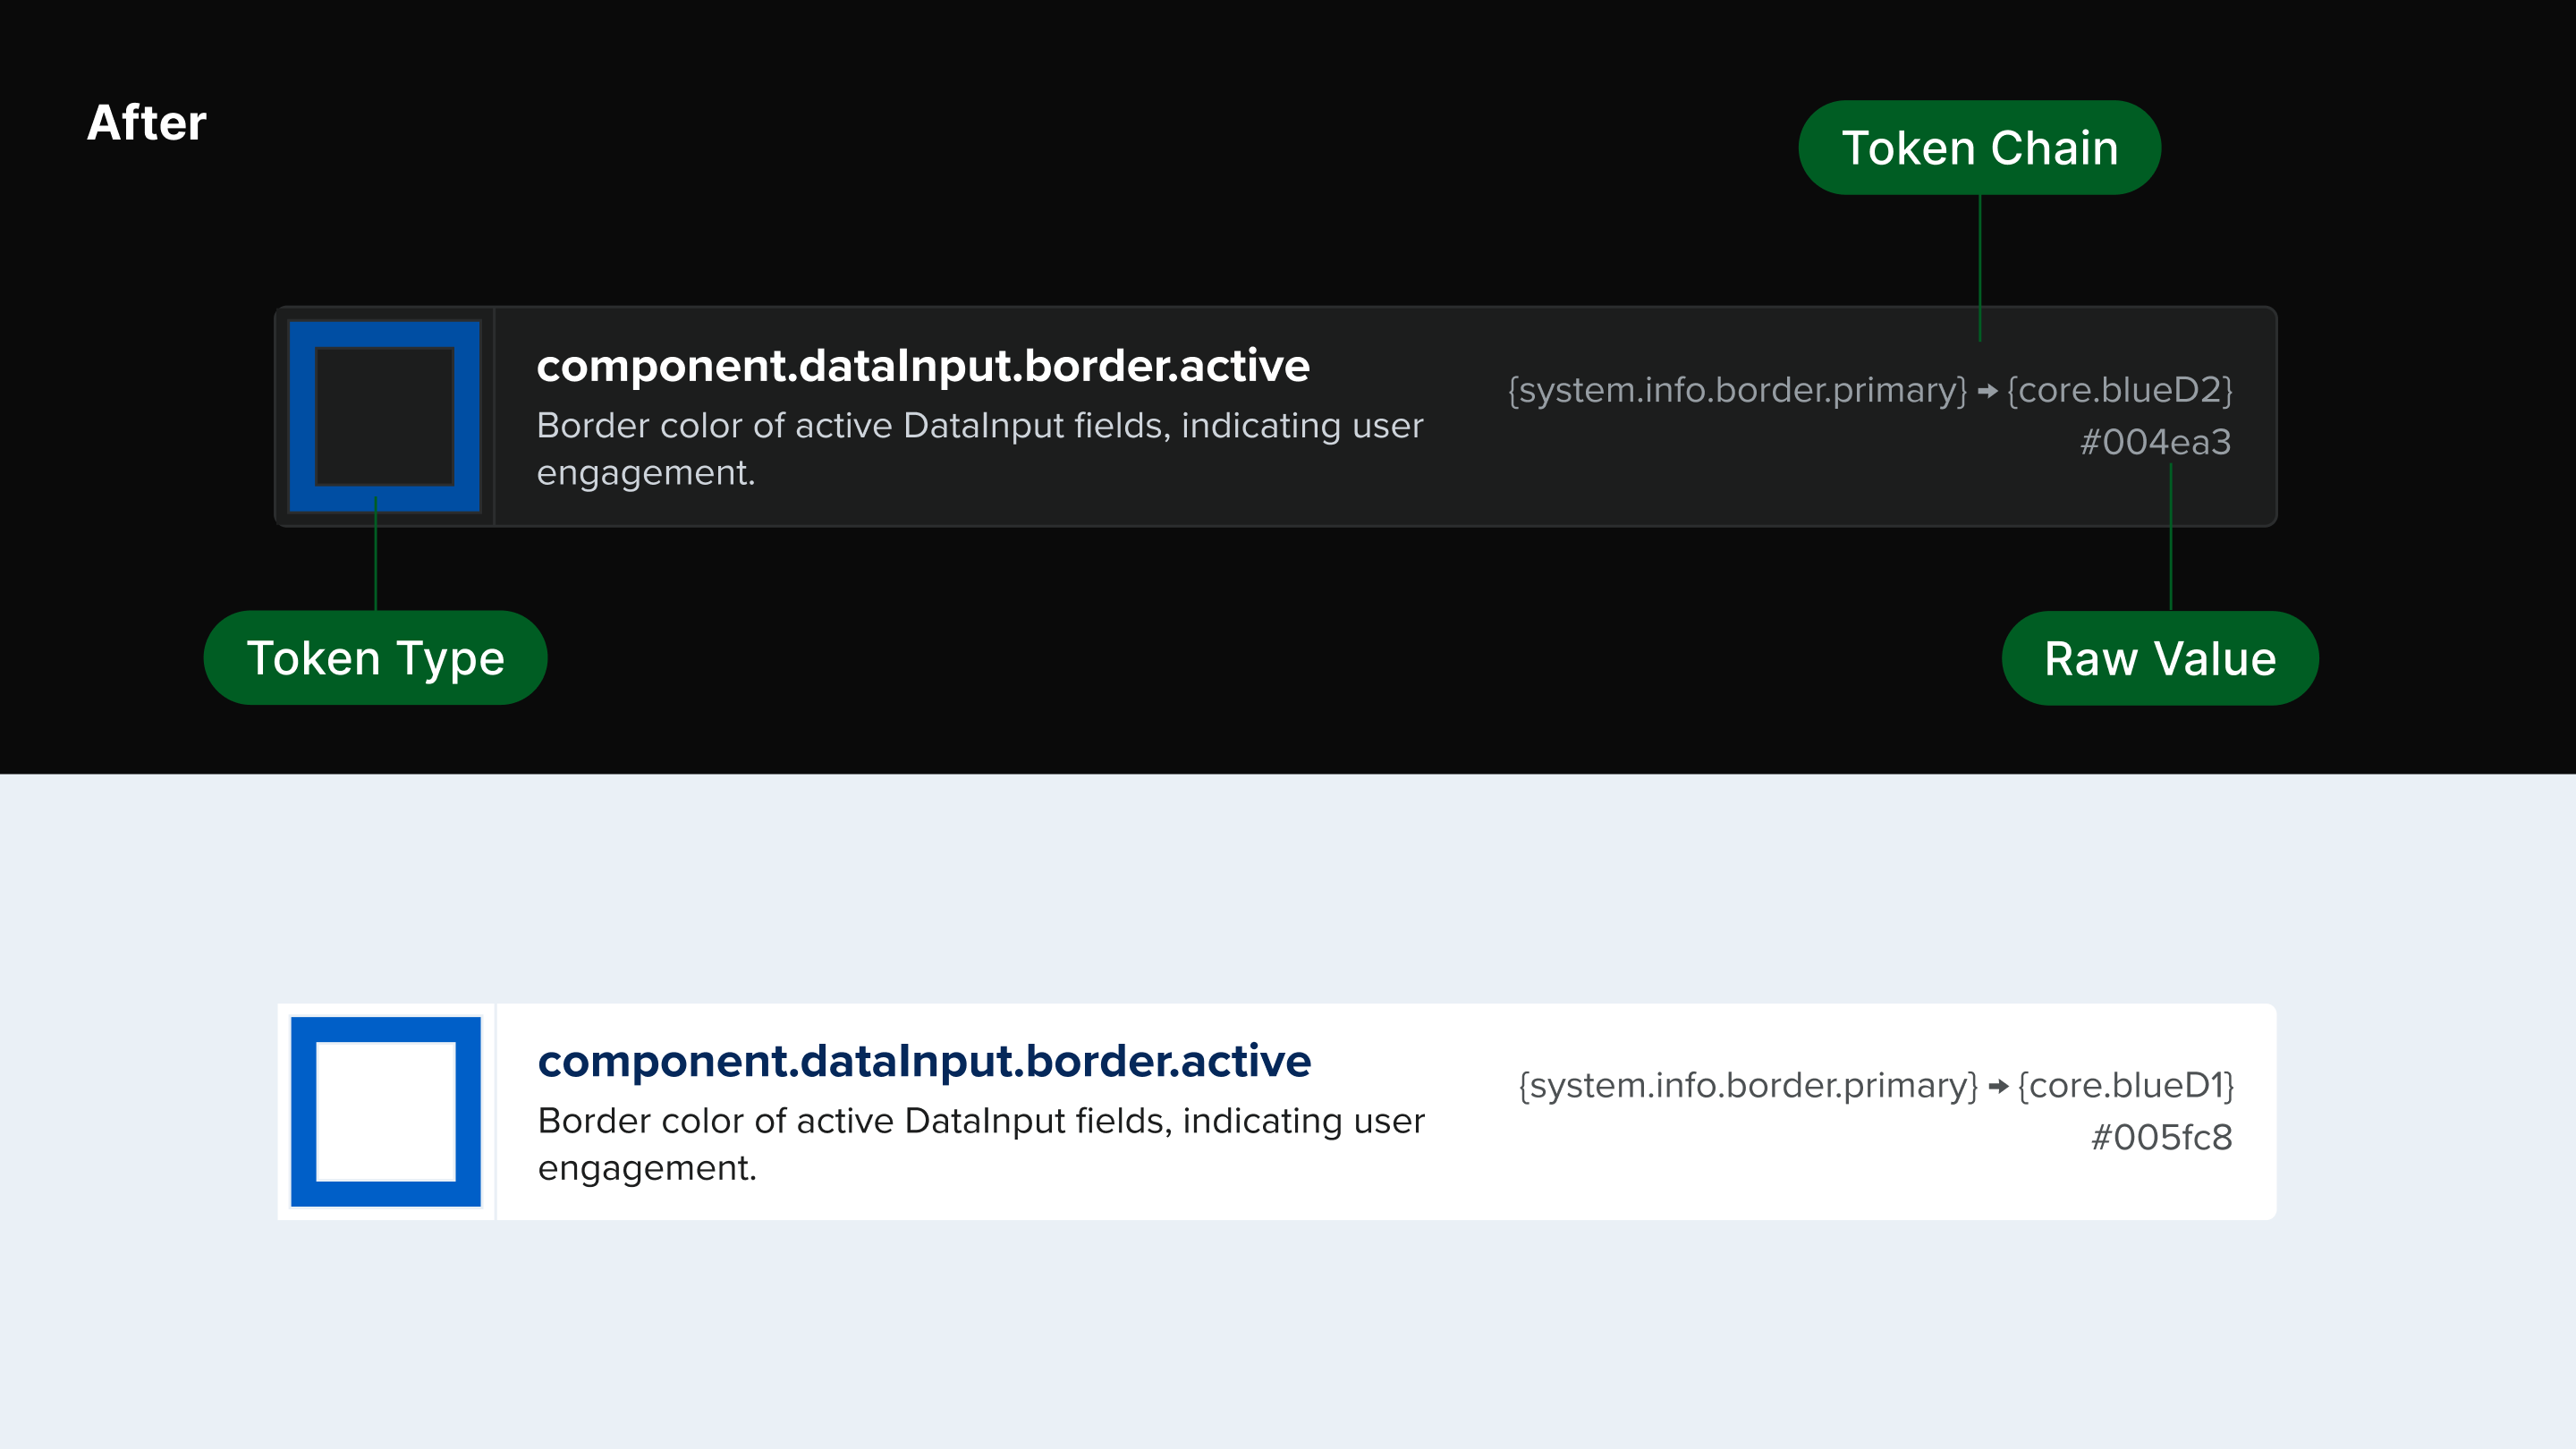 After
Token Chain
component.dataInput.border.active
Border color of active DataInput fields, indicating user
engagement.
{system.info.border.primary} 🠪 {core.blueD2}
#004ea3
Token Type
Raw Value
component.dataInput.border.active
Border color of active DataInput fields, indicating user
engagement.
{system.info.border.primary} 🠪 {core.blueD1}
#005fc8